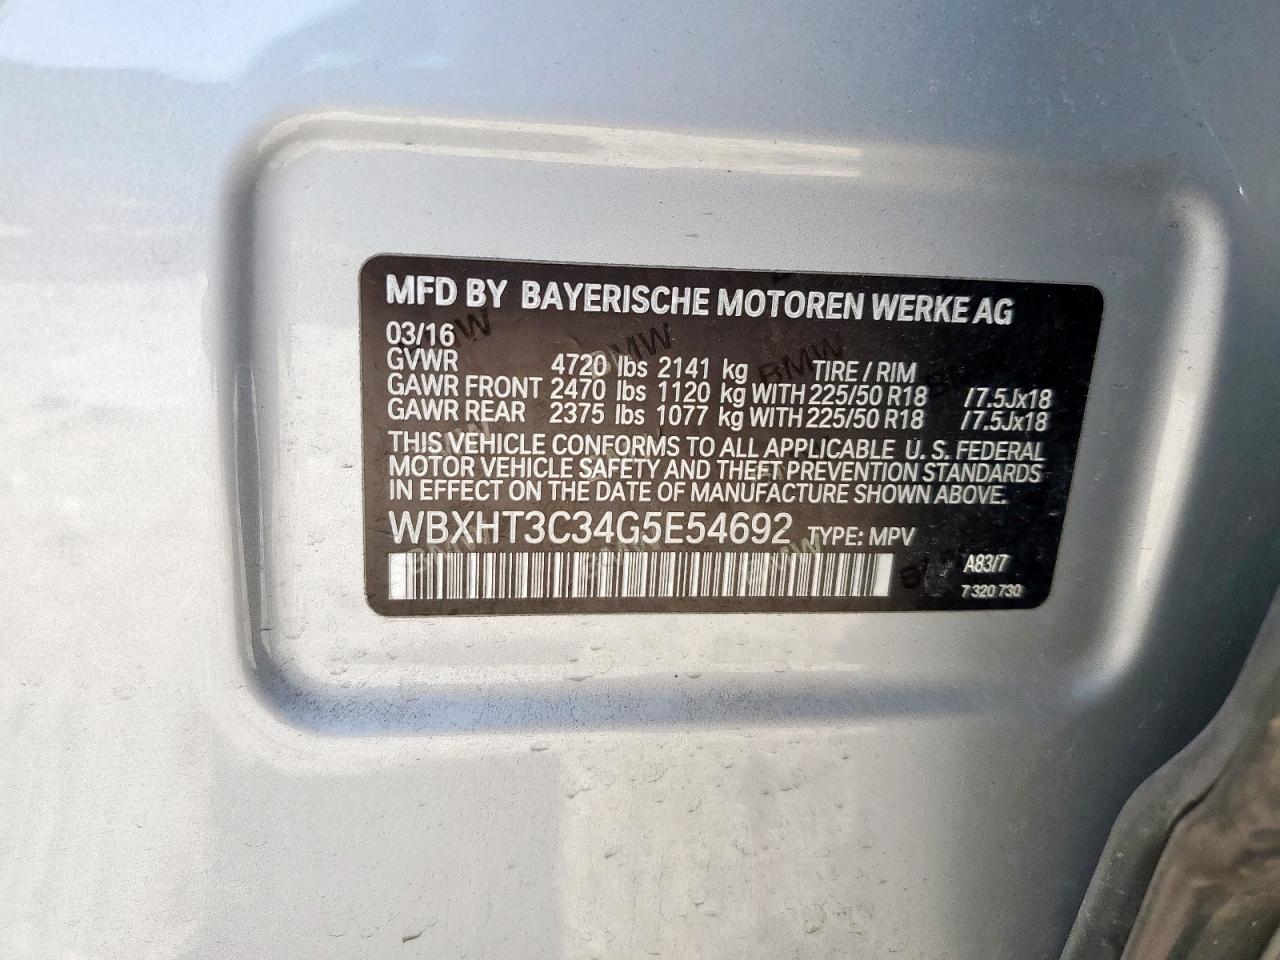 MFD BY BAYERISCHE MOTOREN WERKE AG
03/16
GVWR 4720 lbs 2141 kg TIRE / RIM
GAWR FRONT 2470 lbs 1120 kg WITH 225/50 R18 /7.5Jx18
GAWR REAR 2375 lbs 1077 kg WITH 225/50 R18 /7.5Jx18
THIS VEHICLE CONFORMS TO ALL APPLICABLE U. S. FEDERAL
MOTOR VEHICLE SAFETY AND THEFT PREVENTION STANDARDS
IN EFFECT ON THE DATE OF MANUFACTURE SHOWN ABOVE.
WBXHT3C34G5E54692 TYPE: MPV
A83/7
7 320 730